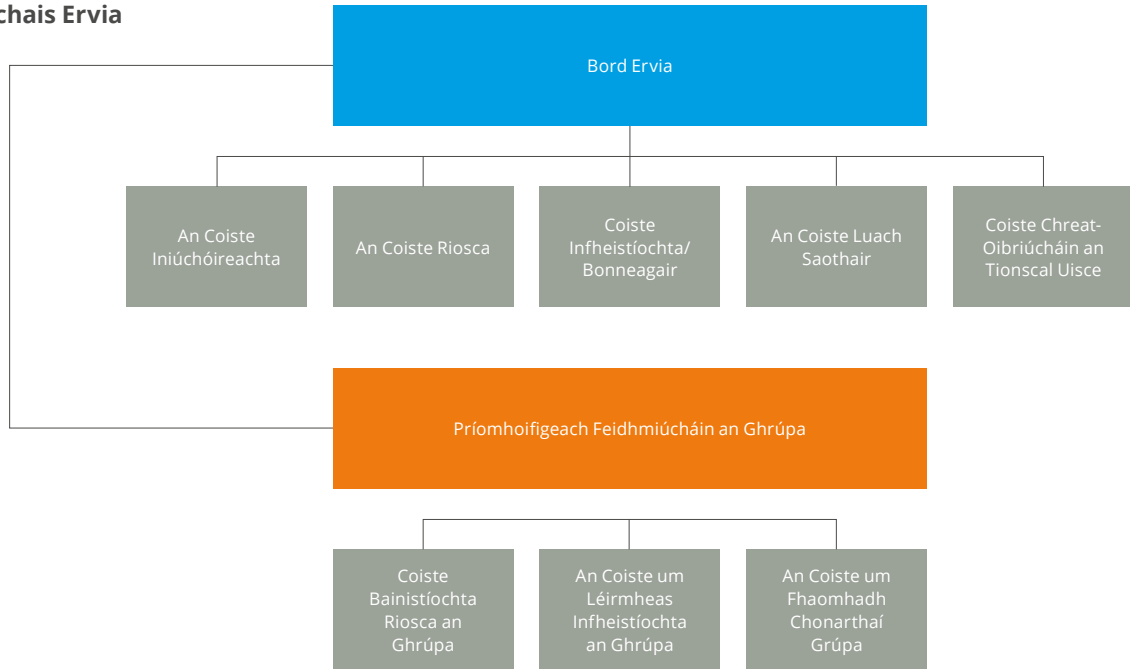 chais Ervia
Bord Ervia
An Coiste
Iniúchóireachta
An Coiste Riosca
Coiste
Infheistíochta/
Bonneagair
An Coiste Luach
Saothair
Coiste Chreat-
Oibriúcháin an
Tionscal Uisce
Príomhoifigeach Feidhmiúcháin an Ghrúpa
Coiste
Bainistíochta
Riosca an
Ghrúpa
An Coiste um
Léirmheas
Infheistíochta
an Ghrúpa
An Coiste um
Fhaomhadh
Chonarthaí
Grúpa